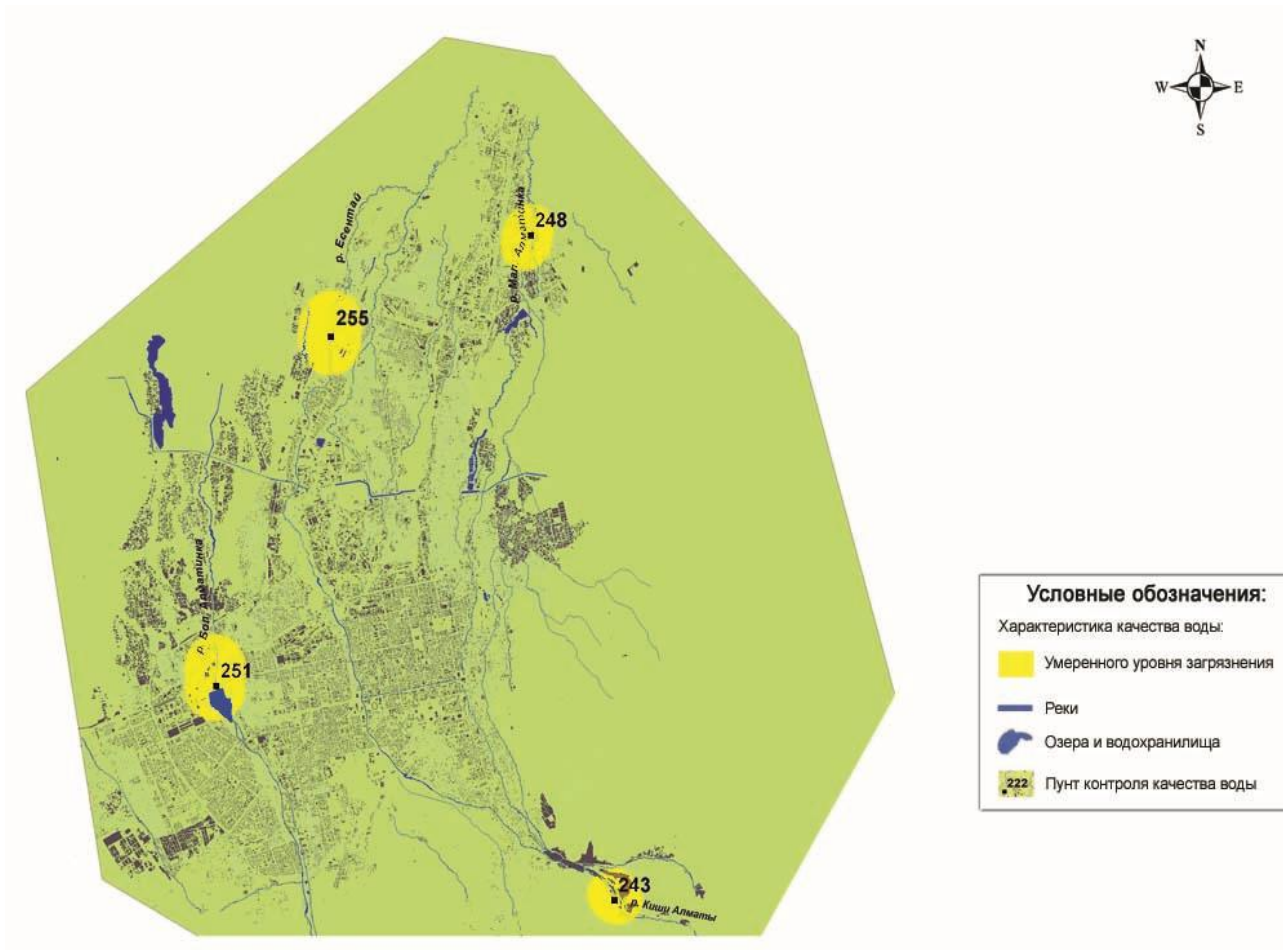 N
W E
S
р. Есентай
р. Мал. Алматинка
248
255
р. Бол. Алматинка
251
243
р. Киши Алматы
Условные обозначения:
Характеристика качества воды:
Умеренного уровня загрязнения
Реки
Озера и водохранилища
222
Пунт контроля качества воды